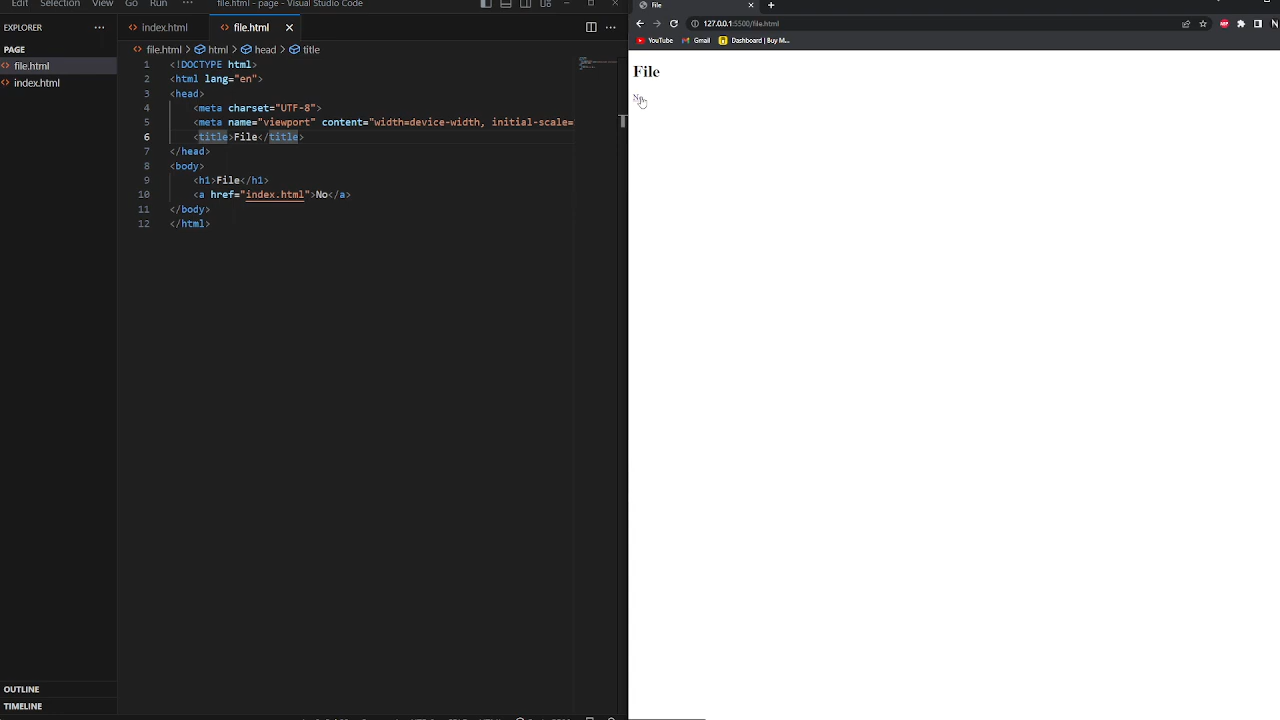 Edit Selection View Go Run ··· file.html - page - Visual Studio Code
EXPLORER ···
index.html
file.html
PAGE
file.html
index.html
file.html > html > head > title
1 <!DOCTYPE html>
2 <html lang="en">
3 <head>
4 <meta charset="UTF-8">
5 <meta name="viewport" content="width=device-width, initial-scale=
6 <title>File</title>
7 </head>
8 <body>
9 <h1>File</h1>
10 <a href="index.html">No</a>
11 </body>
12 </html>
OUTLINE
TIMELINE
File
127.0.0.1:5500/file.html
ABP
N
YouTube Gmail Dashboard | Buy M...
File
No